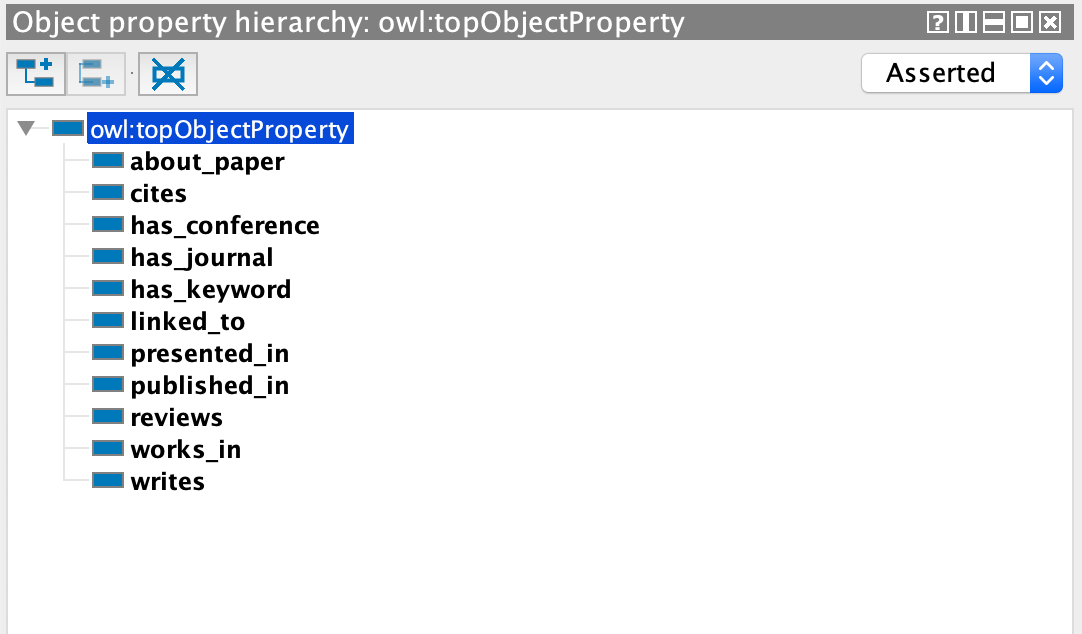 Object property hierarchy: owl:topObjectProperty
Asserted
owl:topObjectProperty
about_paper
cites
has_conference
has_journal
has_keyword
linked_to
presented_in
published_in
reviews
works_in
writes